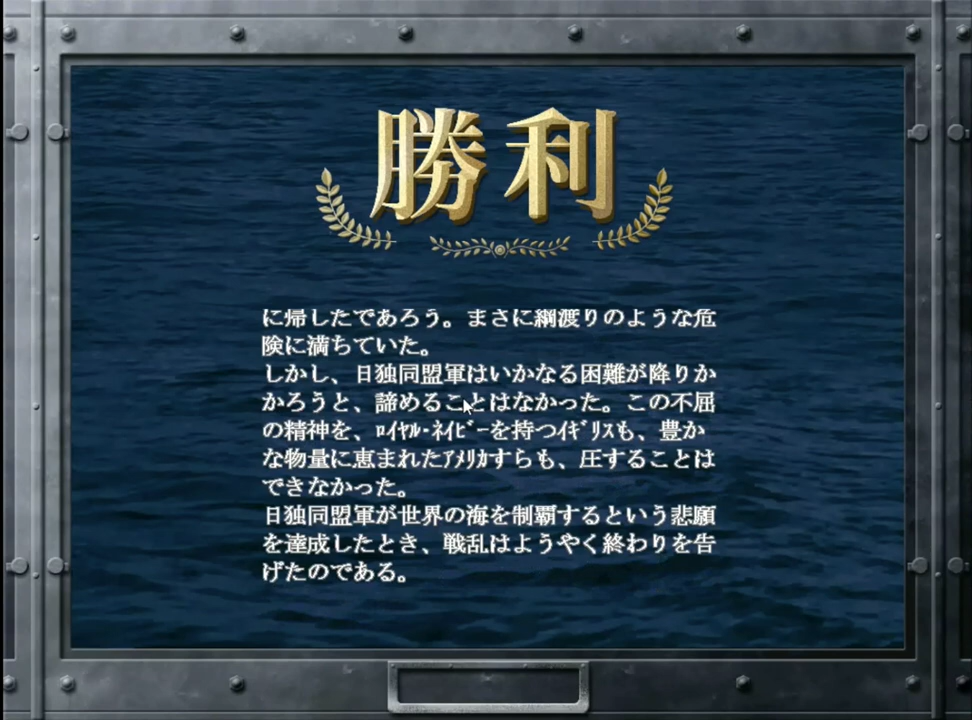 勝利
に帰したであろう。まさに綱渡りのような危
険に満ちていた。
しかし、日独同盟軍はいかなる困難が降りか
かろうと、諦めることはなかった。この不屈
の精神を、ﾛｲﾔﾙ･ﾈｲﾋﾞｰを持つｲｷﾞﾘｽも、豊か
な物量に恵まれたｱﾒﾘｶすらも、圧することは
できなかった。
日独同盟軍が世界の海を制覇するという悲願
を達成したとき、戦乱はようやく終わりを告
げたのである。